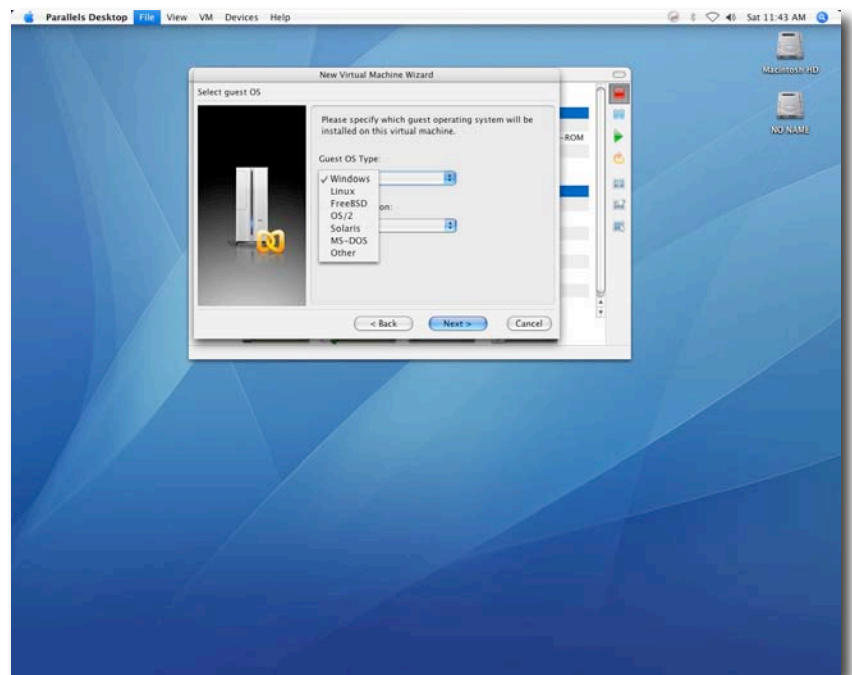 Parallels Desktop File View VM Devices Help Sat 11:43 AM
Macintosh HD
NO NAME
New Virtual Machine Wizard
Select guest OS
Please specify which guest operating system will be
installed on this virtual machine.
-ROM
Guest OS Type:
✓ Windows
Linux
FreeBSD
on:
OS/2
Solaris
MS-DOS
Other
< Back Next > Cancel